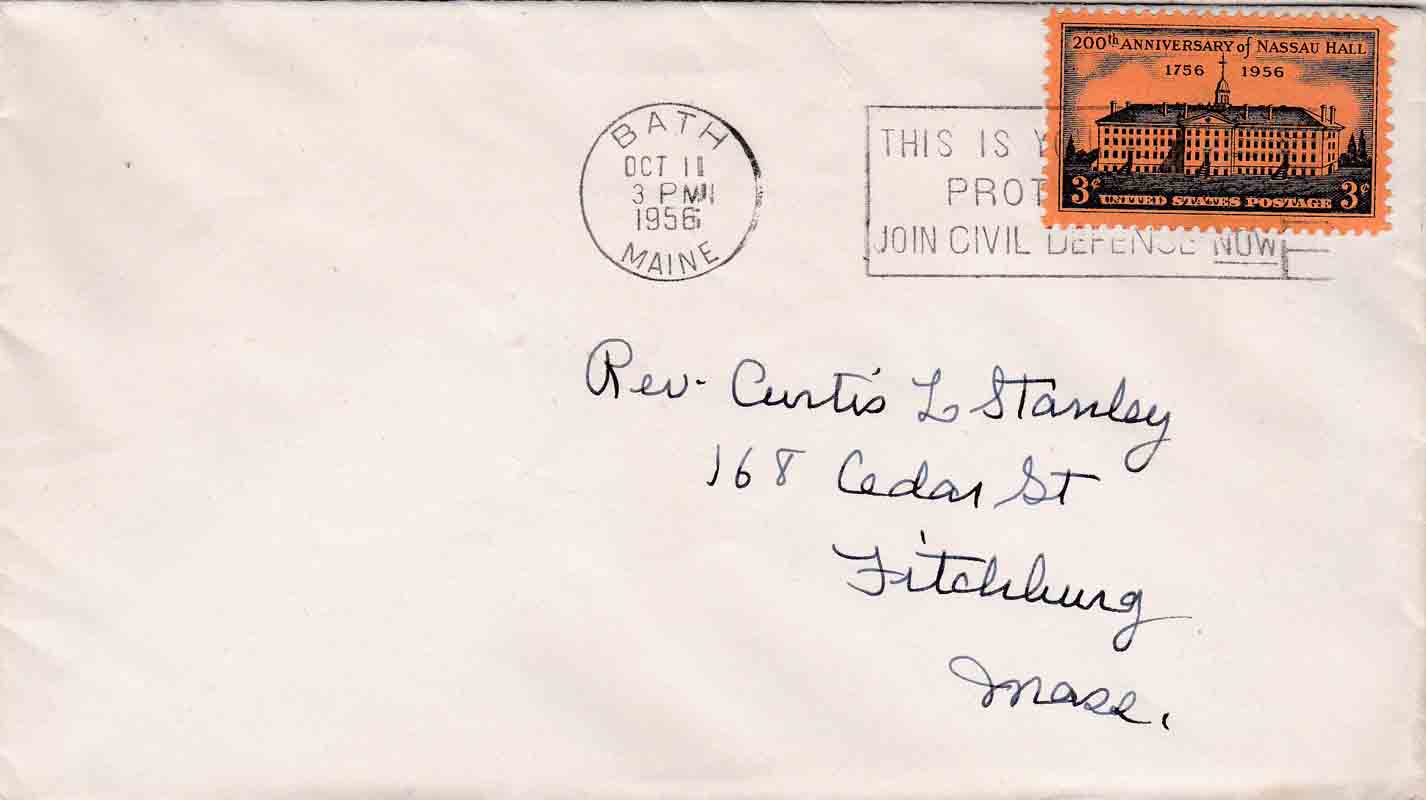 200th ANNIVERSARY of NASSAU HALL
1756 1956
3¢ UNITED STATES POSTAGE 3¢
BATH
OCT 11
3 PM
1956
MAINE
THIS IS
PROT
JOIN CIVIL DEFENSE NOW
Rev. Curtis L Stanley
168 Cedar St
Fitchburg
Mass.